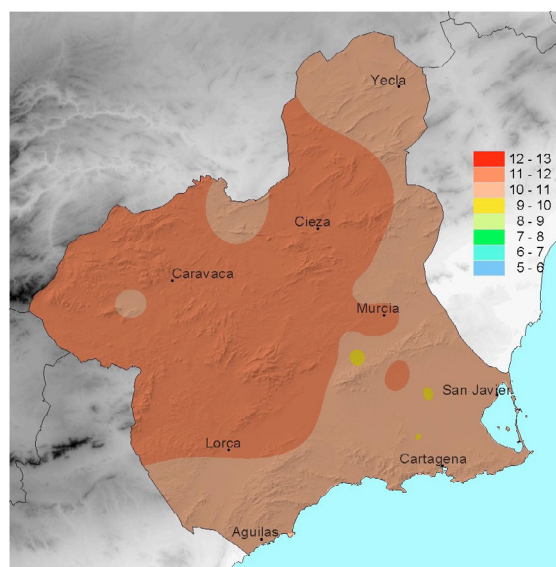 Yecla
12 - 13
11 - 12
10 - 11
9 - 10
8 - 9
7 - 8
6 - 7
5 - 6
Cieza
Caravaca
Murcia
San Javier
Lorca
Cartagena
Aguilas